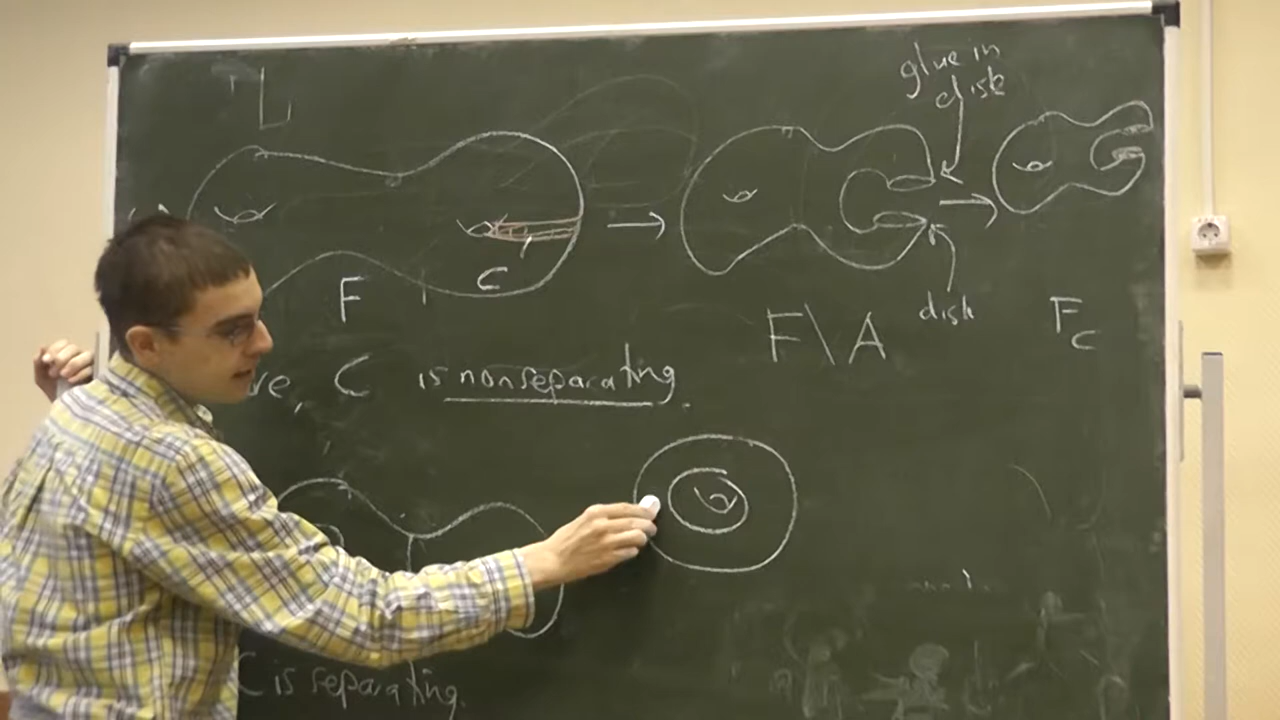 glue in
disk
C
F
F\A
disk
F_C
C is nonseparating.
C is separating.